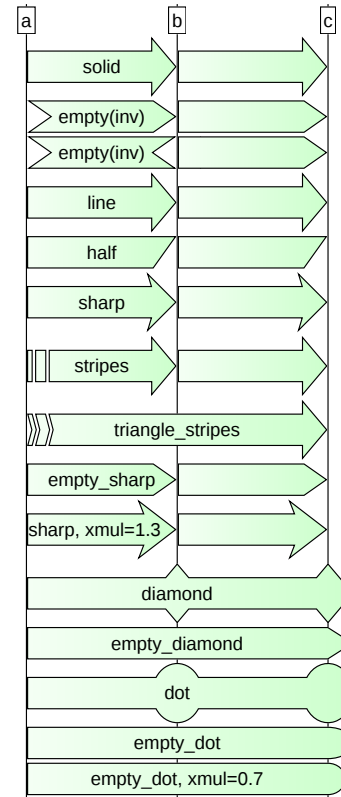 a b c
solid
empty(inv)
empty(inv)
line
half
sharp
stripes
triangle_stripes
empty_sharp
sharp, xmul=1.3
diamond
empty_diamond
dot
empty_dot
empty_dot, xmul=0.7